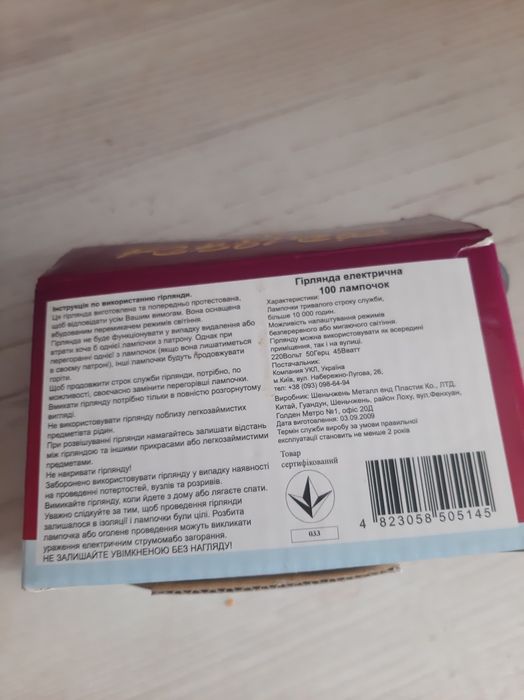 Інструкція по використанню гірлянди.
Ця гірлянда виготовлена та попередньо протестована,
щоб відповідати усім Вашим вимогам. Вона оснащена
вбудованим перемикачем режимів світіння.
Гірлянда не буде функціонувати у випадку видалення або
втрати хоча б однієї лампочки з патрону. Однак при
перегоранні однієї з лампочок (якщо вона лишатиметься
в своєму патроні), інші лампочки будуть продовжувати
горіти.
Щоб продовжити строк служби гірлянди, потрібно, по
можливості, своєчасно замінити перегорівші лампочки.
Вмикати гірлянду потрібно тільки в повністю розгорнутому
вигляді.
Не використовувати гірлянду поблизу легкозаймистих
предметівта рідин.
При розвішуванні гірлянди намагайтесь залишати відстань
між гірляндою та іншими прикрасами або легкозаймистими
предметами.
Не накривати гірлянду!
Заборонено використовувати гірлянду у випадку наявності
на проведенні потертостей, вузлів та розривів.
Вимикайте гірлянду, коли йдете з дому або лягаєте спати.
Уважно слідкуйте за тим, щоб проведення гірлянди
залишалося в ізоляції і лампочки були цілі. Розбита
лампочка або оголене проведення можуть викликати
ураження електричним струмомабо загорання.
НЕ ЗАЛИШАЙТЕ УВІМКНЕНОЮ БЕЗ НАГЛЯДУ!
Гірлянда електрична
100 лампочок
Характеристики:
Лампочки тривалого строку служби,
більше 10 000 годин.
Можливість налаштування режимів
безперервного або мигаючого світіння.
Гірлянду можна використовувати як всередині
приміщення, так і на вулиці.
220Вольт 50Герц 45Ватт
Постачальник:
Компания УКЛ, Україна
м.Київ, вул. Набережно-Лугова, 26,
тел: +38 (093) 098-64-94
Виробник: Шеньчжень Металл енд Пластик Ко., ЛТД.
Китай, Гуандун, Шеньчжень, район Лоху, вул.Фенхуан,
Голден Метро №1, офіс 20Д
Дата виготовлення: 03.09.2009
Термін служби виробу за умови правильної
експлуатації становить не менше 2 років
Товар
сертифікований
033
4 823058 505145